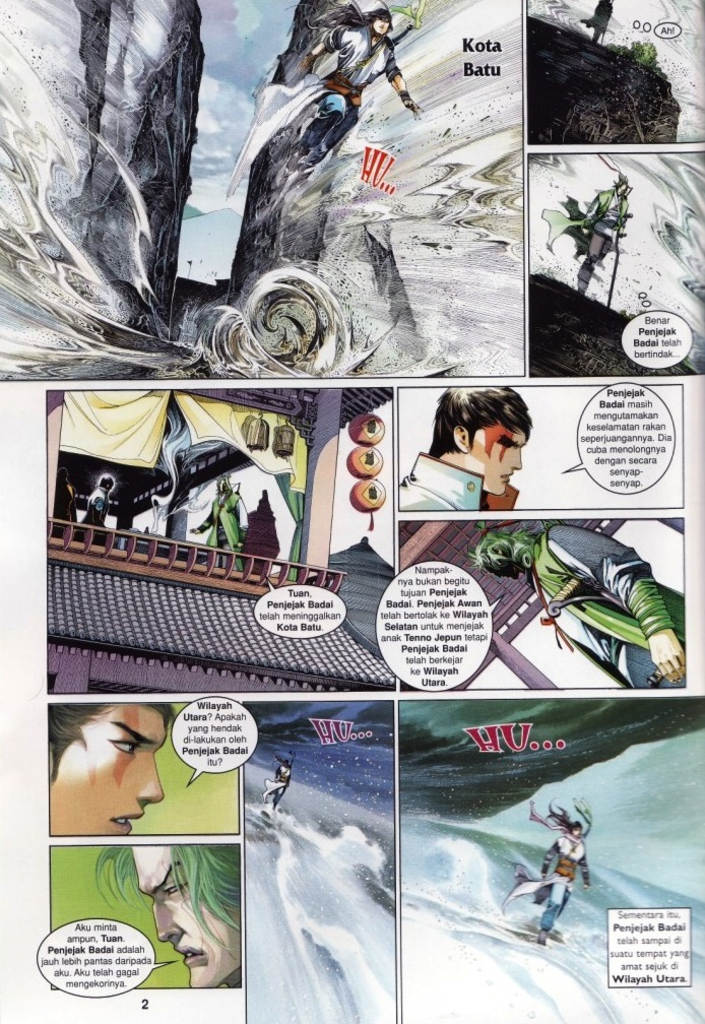 Kota
Batu
HU...
Ah!
Benar
Penjejak
Badai telah
bertindak...
Tuan,
Penjejak Badai
telah meninggalkan
Kota Batu.
Penjejak
Badai masih
mengutamakan
keselamatan rakan
seperjuangannya. Dia
cuba menolongnya
dengan secara
senyap-
senyap.
Nampak-
nya bukan begitu
tujuan Penjejak
Badai. Penjejak Awan
telah bertolak ke Wilayah
Selatan untuk menjejak
anak Tenno Jepun tetapi
Penjejak Badai
telah berkejar
ke Wilayah
Utara.
Wilayah
Utara? Apakah
yang hendak
di-lakukan oleh
Penjejak Badai
itu?
Aku minta
ampun, Tuan.
Penjejak Badai adalah
jauh lebih pantas daripada
aku. Aku telah gagal
mengekorinya.
HU...
HU...
Sementara itu,
Penjejak Badai
telah sampai di
suatu tempat yang
amat sejuk di
Wilayah Utara.
2